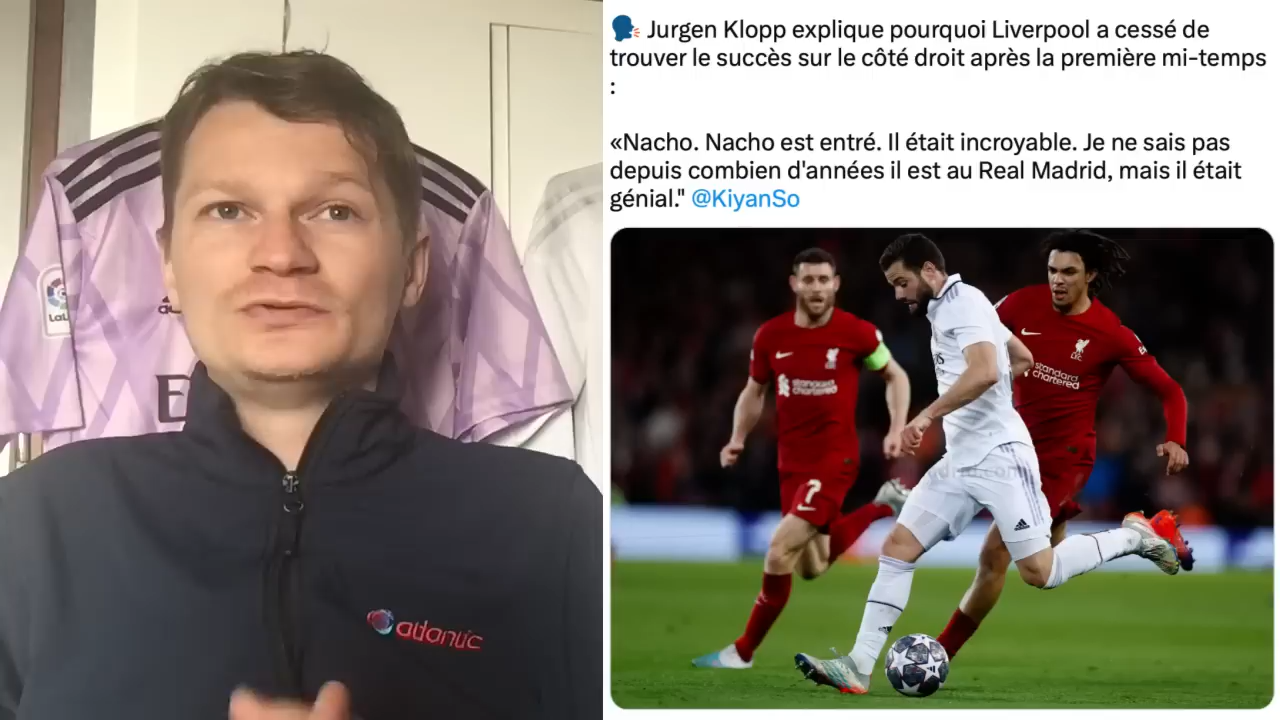 🗣️ Jurgen Klopp explique pourquoi Liverpool a cessé de
trouver le succès sur le côté droit après la première mi-temps
:
«Nacho. Nacho est entré. Il était incroyable. Je ne sais pas
depuis combien d'années il est au Real Madrid, mais il était
génial." @KiyanSo
atlantic
standard
chartered
standard
chartered
7